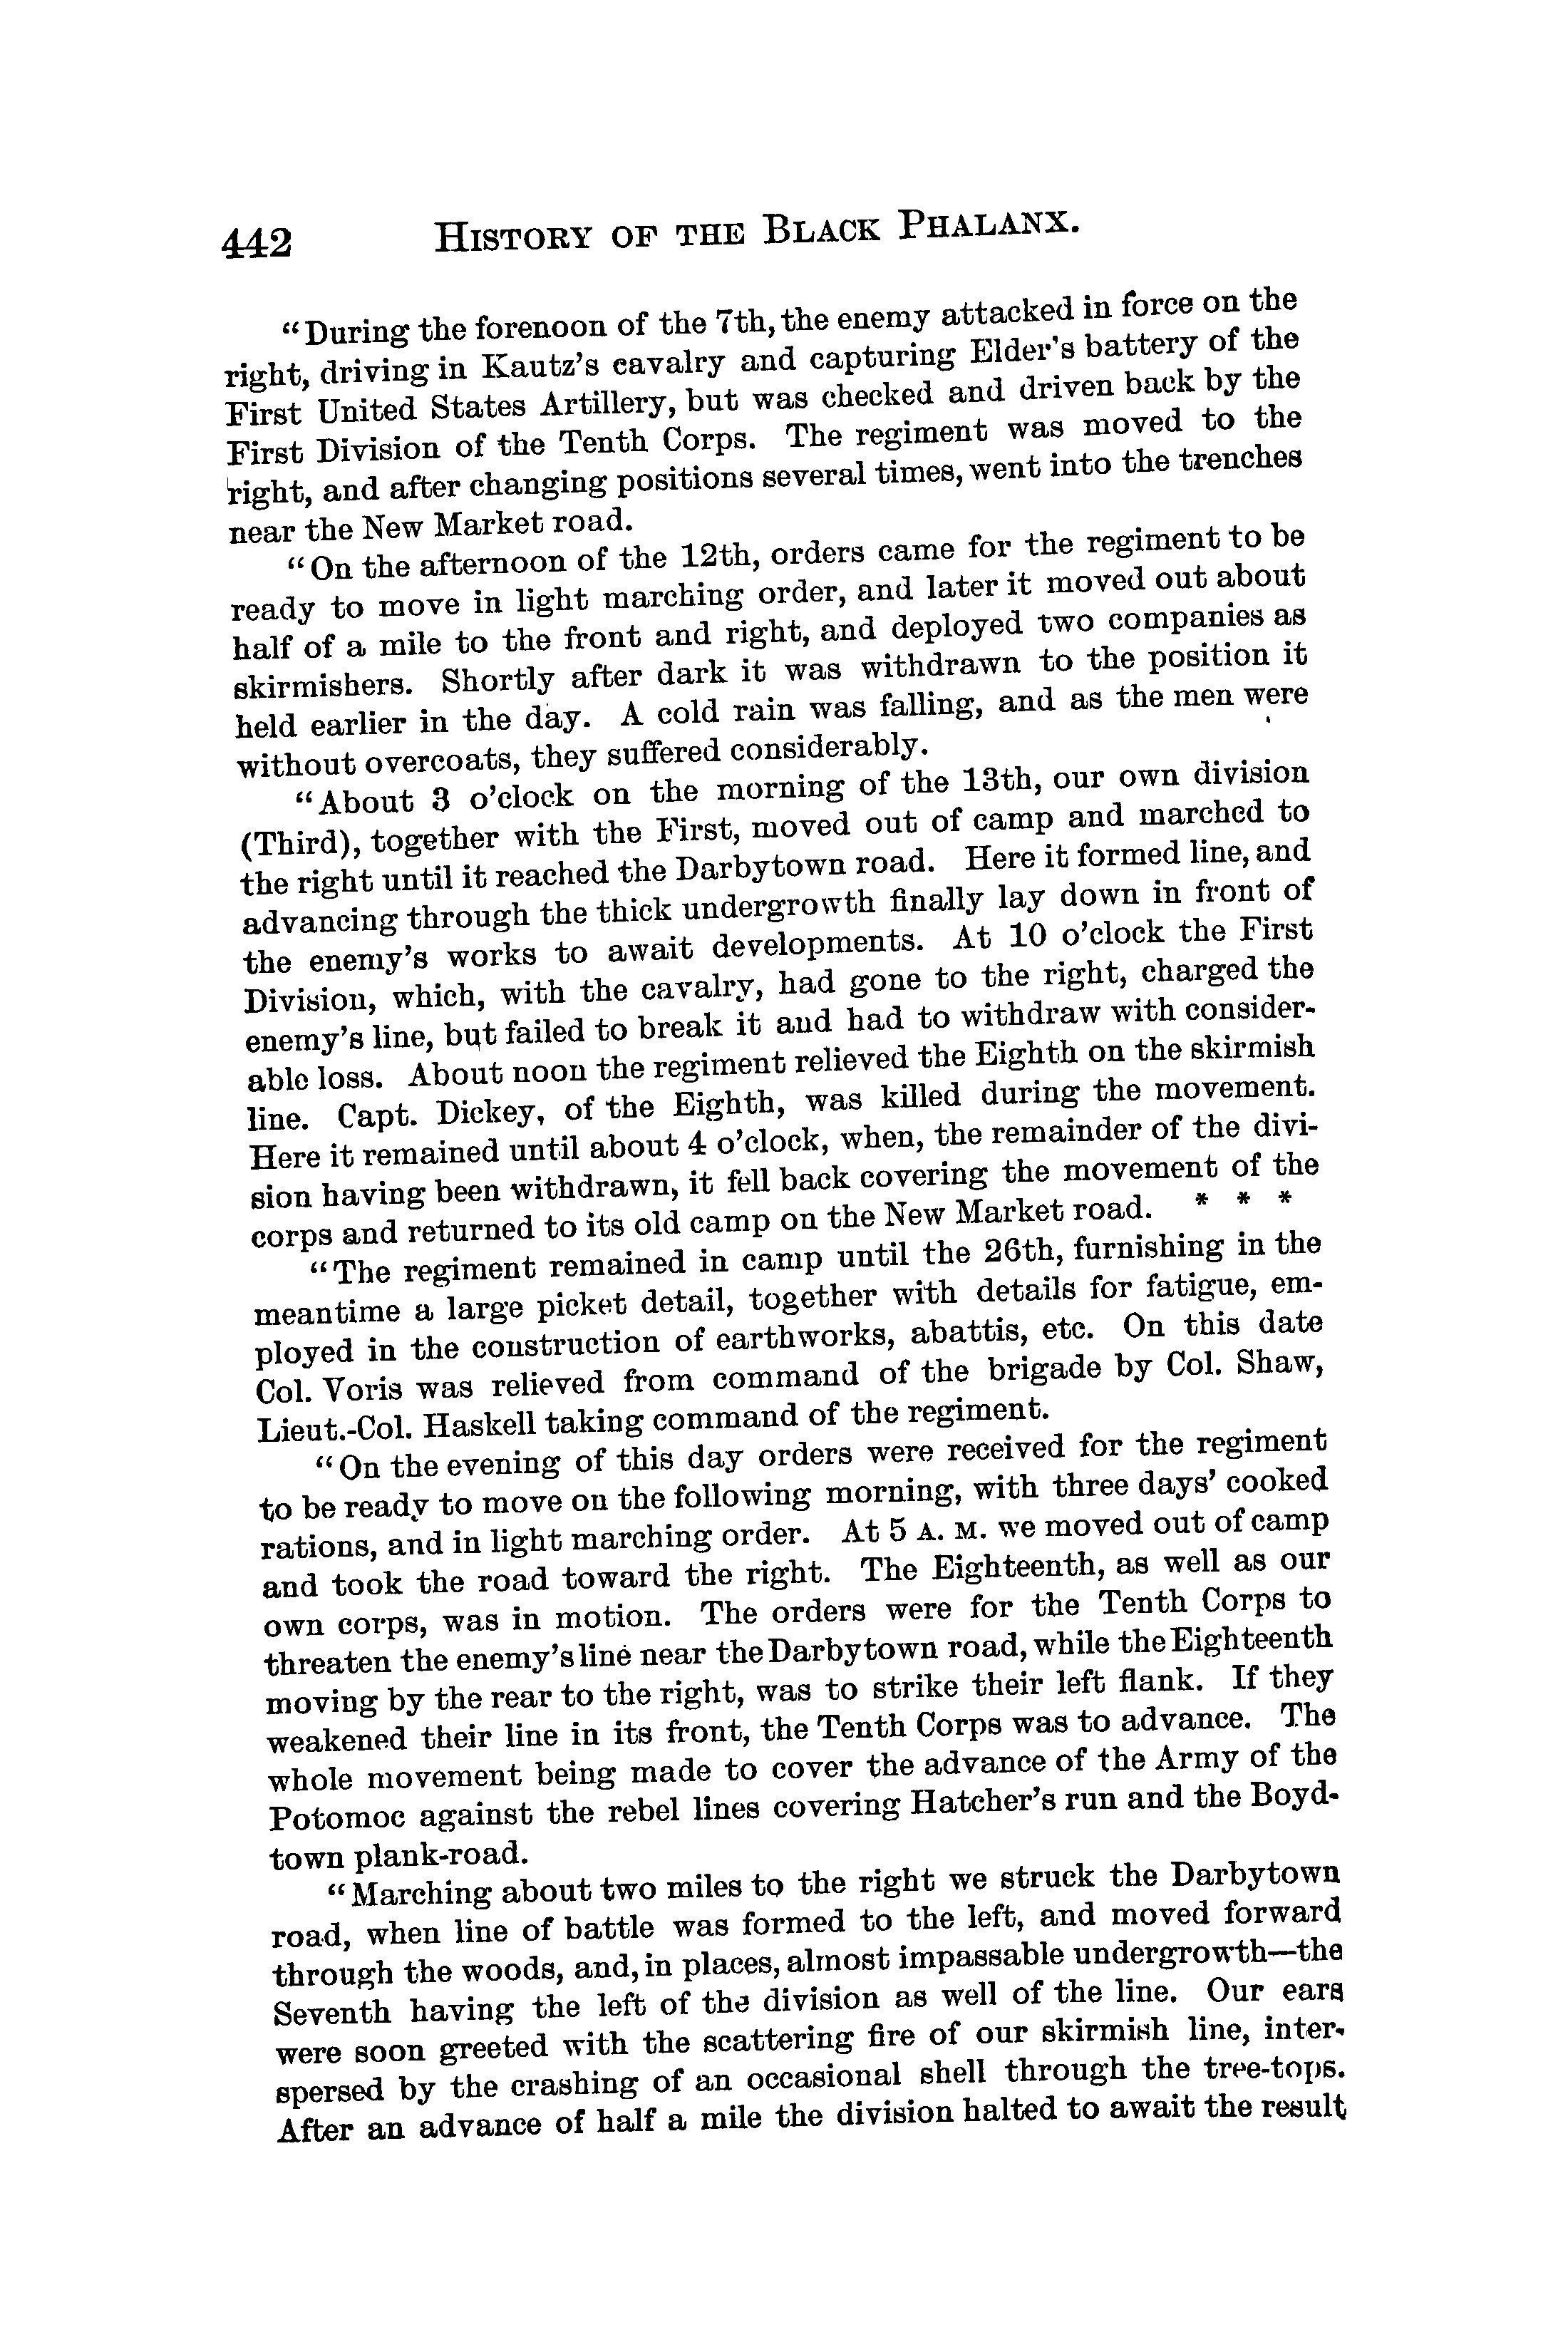 442 HISTORY OF THE BLACK PHALANX.
“During the forenoon of the 7th, the enemy attacked in force on the
right, driving in Kautz’s cavalry and capturing Elder’s battery of the
First United States Artillery, but was checked and driven back by the
First Division of the Tenth Corps. The regiment was moved to the
right, and after changing positions several times, went into the trenches
near the New Market road.
“On the afternoon of the 12th, orders came for the regiment to be
ready to move in light marching order, and later it moved out about
half of a mile to the front and right, and deployed two companies as
skirmishers. Shortly after dark it was withdrawn to the position it
held earlier in the day. A cold rain was falling, and as the men were
without overcoats, they suffered considerably.
“About 3 o’clock on the morning of the 13th, our own division
(Third), together with the First, moved out of camp and marched to
the right until it reached the Darbytown road. Here it formed line, and
advancing through the thick undergrowth finally lay down in front of
the enemy’s works to await developments. At 10 o’clock the First
Division, which, with the cavalry, had gone to the right, charged the
enemy’s line, but failed to break it and had to withdraw with consider-
able loss. About noon the regiment relieved the Eighth on the skirmish
line. Capt. Dickey, of the Eighth, was killed during the movement.
Here it remained until about 4 o’clock, when, the remainder of the divi-
sion having been withdrawn, it fell back covering the movement of the
corps and returned to its old camp on the New Market road. * * *
“The regiment remained in camp until the 26th, furnishing in the
meantime a large picket detail, together with details for fatigue, em-
ployed in the construction of earthworks, abattis, etc. On this date
Col. Voris was relieved from command of the brigade by Col. Shaw,
Lieut.-Col. Haskell taking command of the regiment.
“On the evening of this day orders were received for the regiment
to be ready to move on the following morning, with three days’ cooked
rations, and in light marching order. At 5 A. M. we moved out of camp
and took the road toward the right. The Eighteenth, as well as our
own corps, was in motion. The orders were for the Tenth Corps to
threaten the enemy’s line near the Darbytown road, while the Eighteenth
moving by the rear to the right, was to strike their left flank. If they
weakened their line in its front, the Tenth Corps was to advance. The
whole movement being made to cover the advance of the Army of the
Potomoc against the rebel lines covering Hatcher’s run and the Boyd-
town plank-road.
“Marching about two miles to the right we struck the Darbytown
road, when line of battle was formed to the left, and moved forward
through the woods, and, in places, almost impassable undergrowth—the
Seventh having the left of the division as well of the line. Our ears
were soon greeted with the scattering fire of our skirmish line, inter-
spersed by the crashing of an occasional shell through the tree-tops.
After an advance of half a mile the division halted to await the result